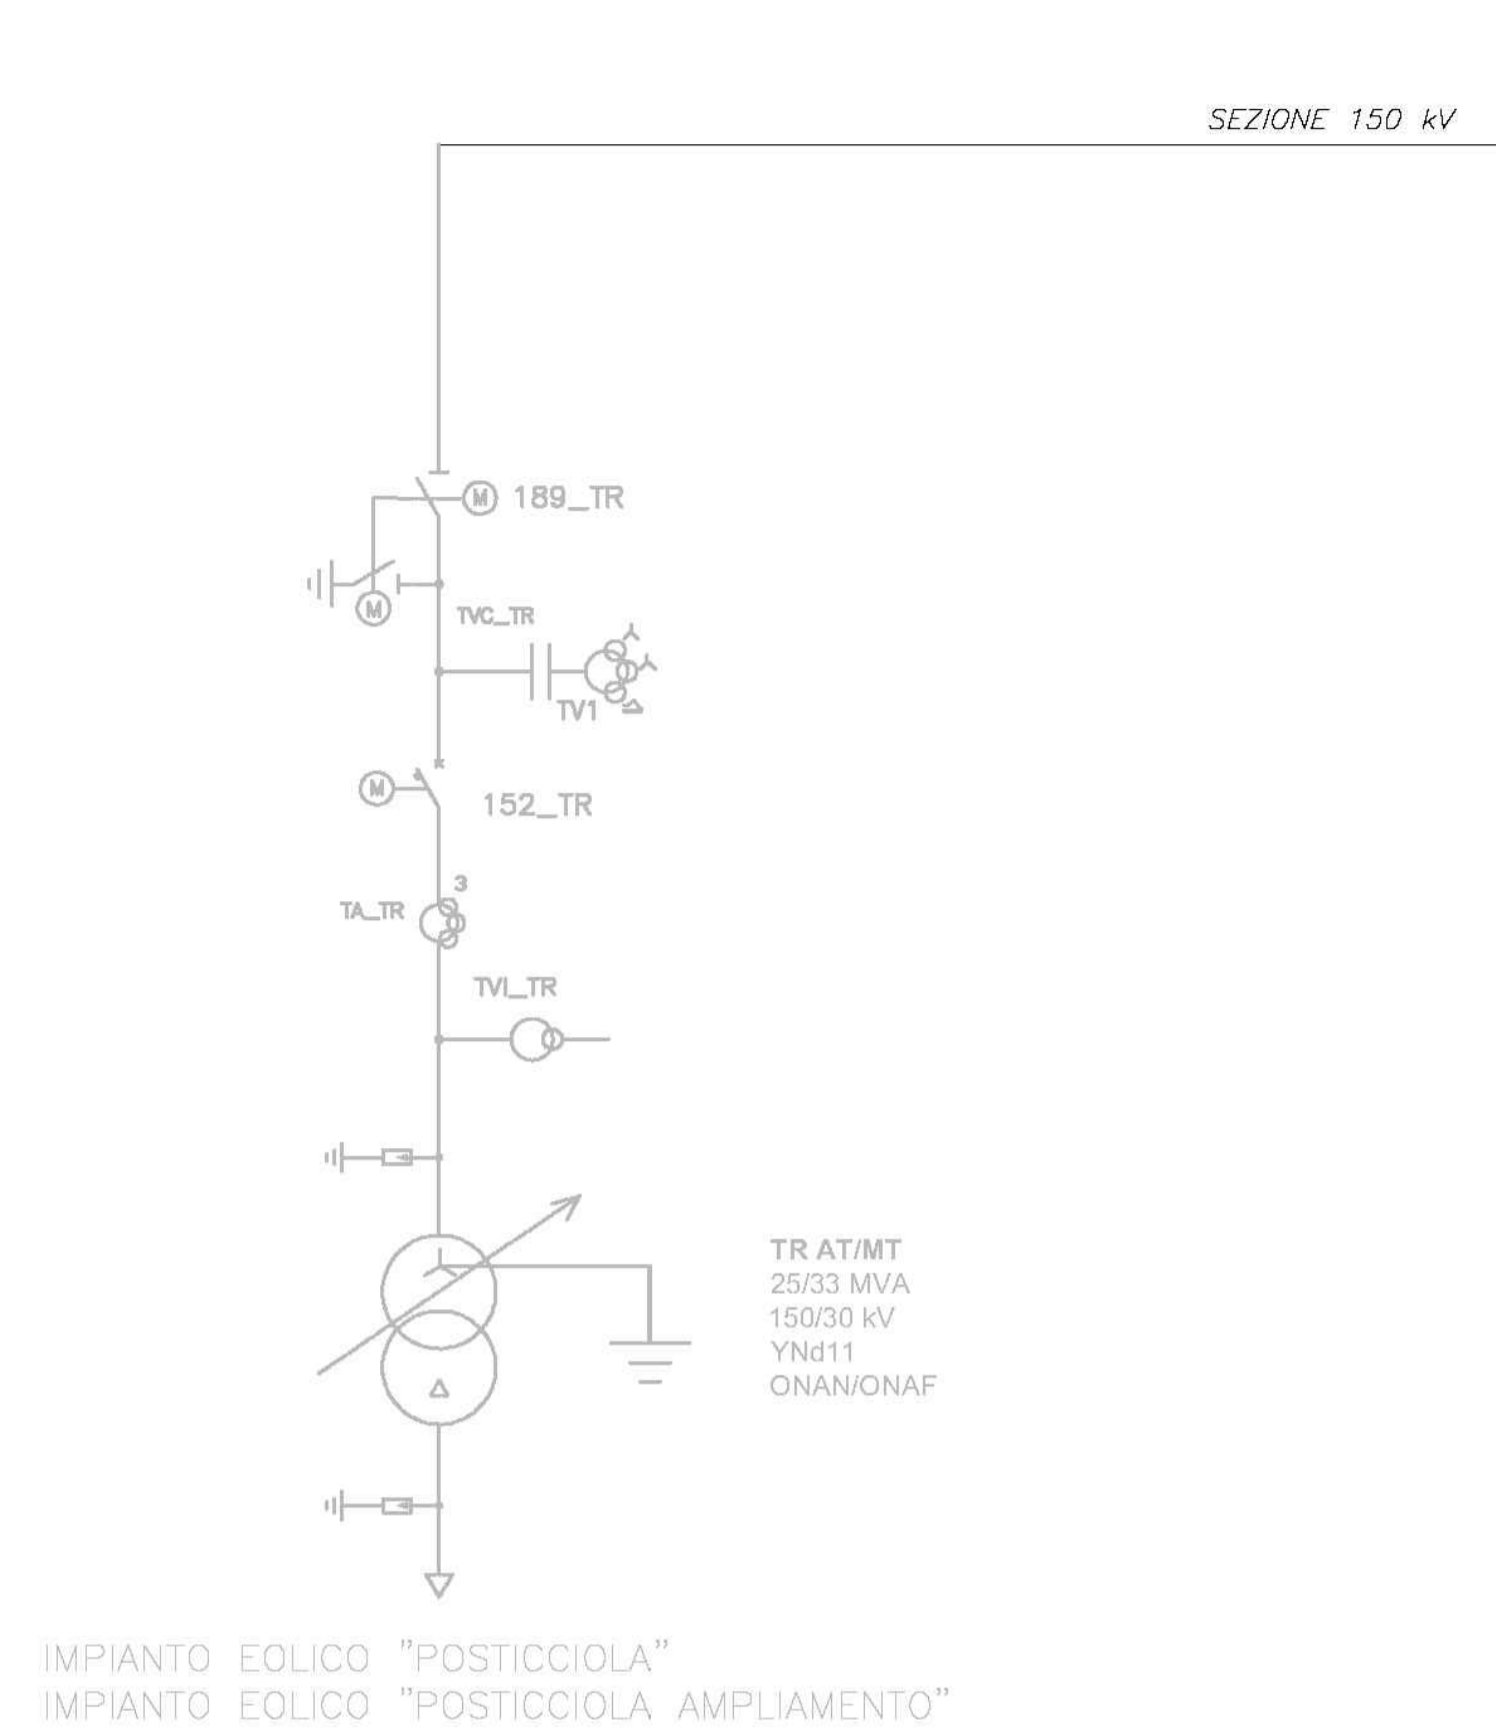 SEZIONE 150 kV
M 189_TR
M
TVC_TR
TV1
M
152_TR
3
TA_TR
TVI_TR
TR AT/MT
25/33 MVA
150/30 kV
YNd11
ONAN/ONAF
IMPIANTO EOLICO "POSTICCIOLA"
IMPIANTO EOLICO "POSTICCIOLA AMPLIAMENTO"